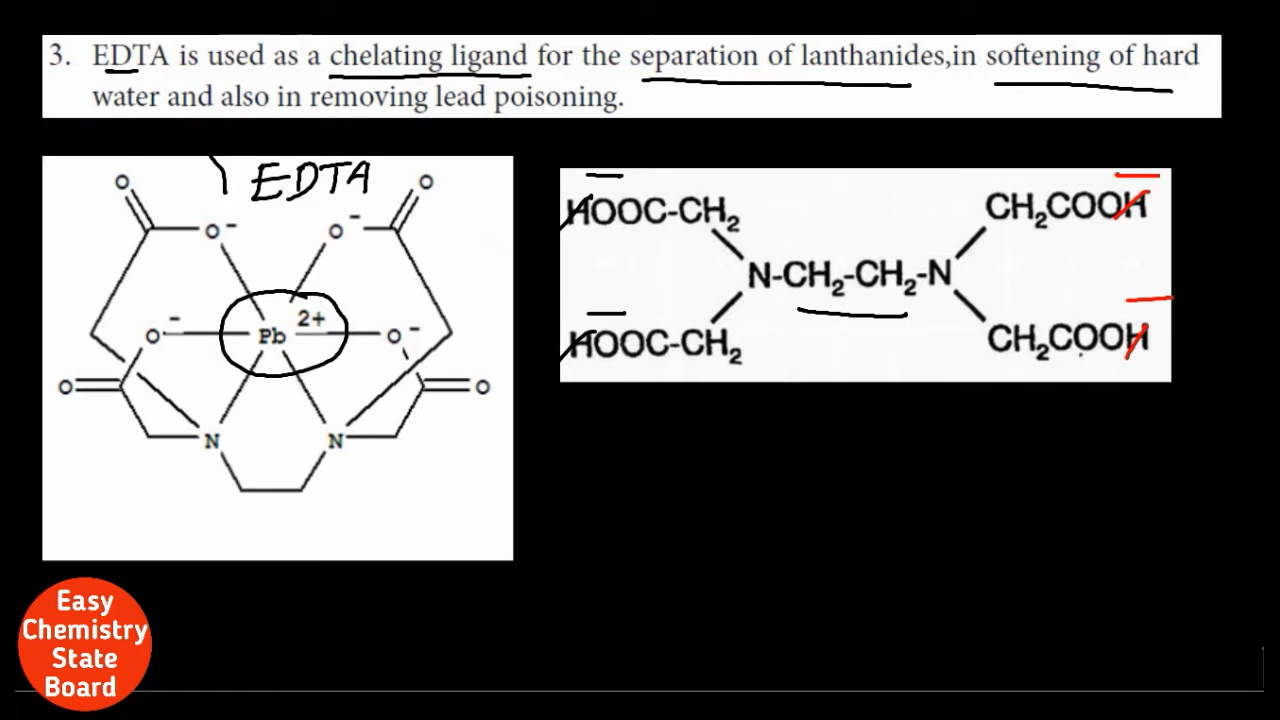 3. EDTA is used as a chelating ligand for the separation of lanthanides,in softening of hard
water and also in removing lead poisoning.
EDTA
O O
O⁻ O⁻
O⁻ Pb 2+ O⁻
O O
N N
HOOC-CH₂ CH₂COOH
N-CH₂-CH₂-N
HOOC-CH₂ CH₂COOH
Easy
Chemistry
State
Board